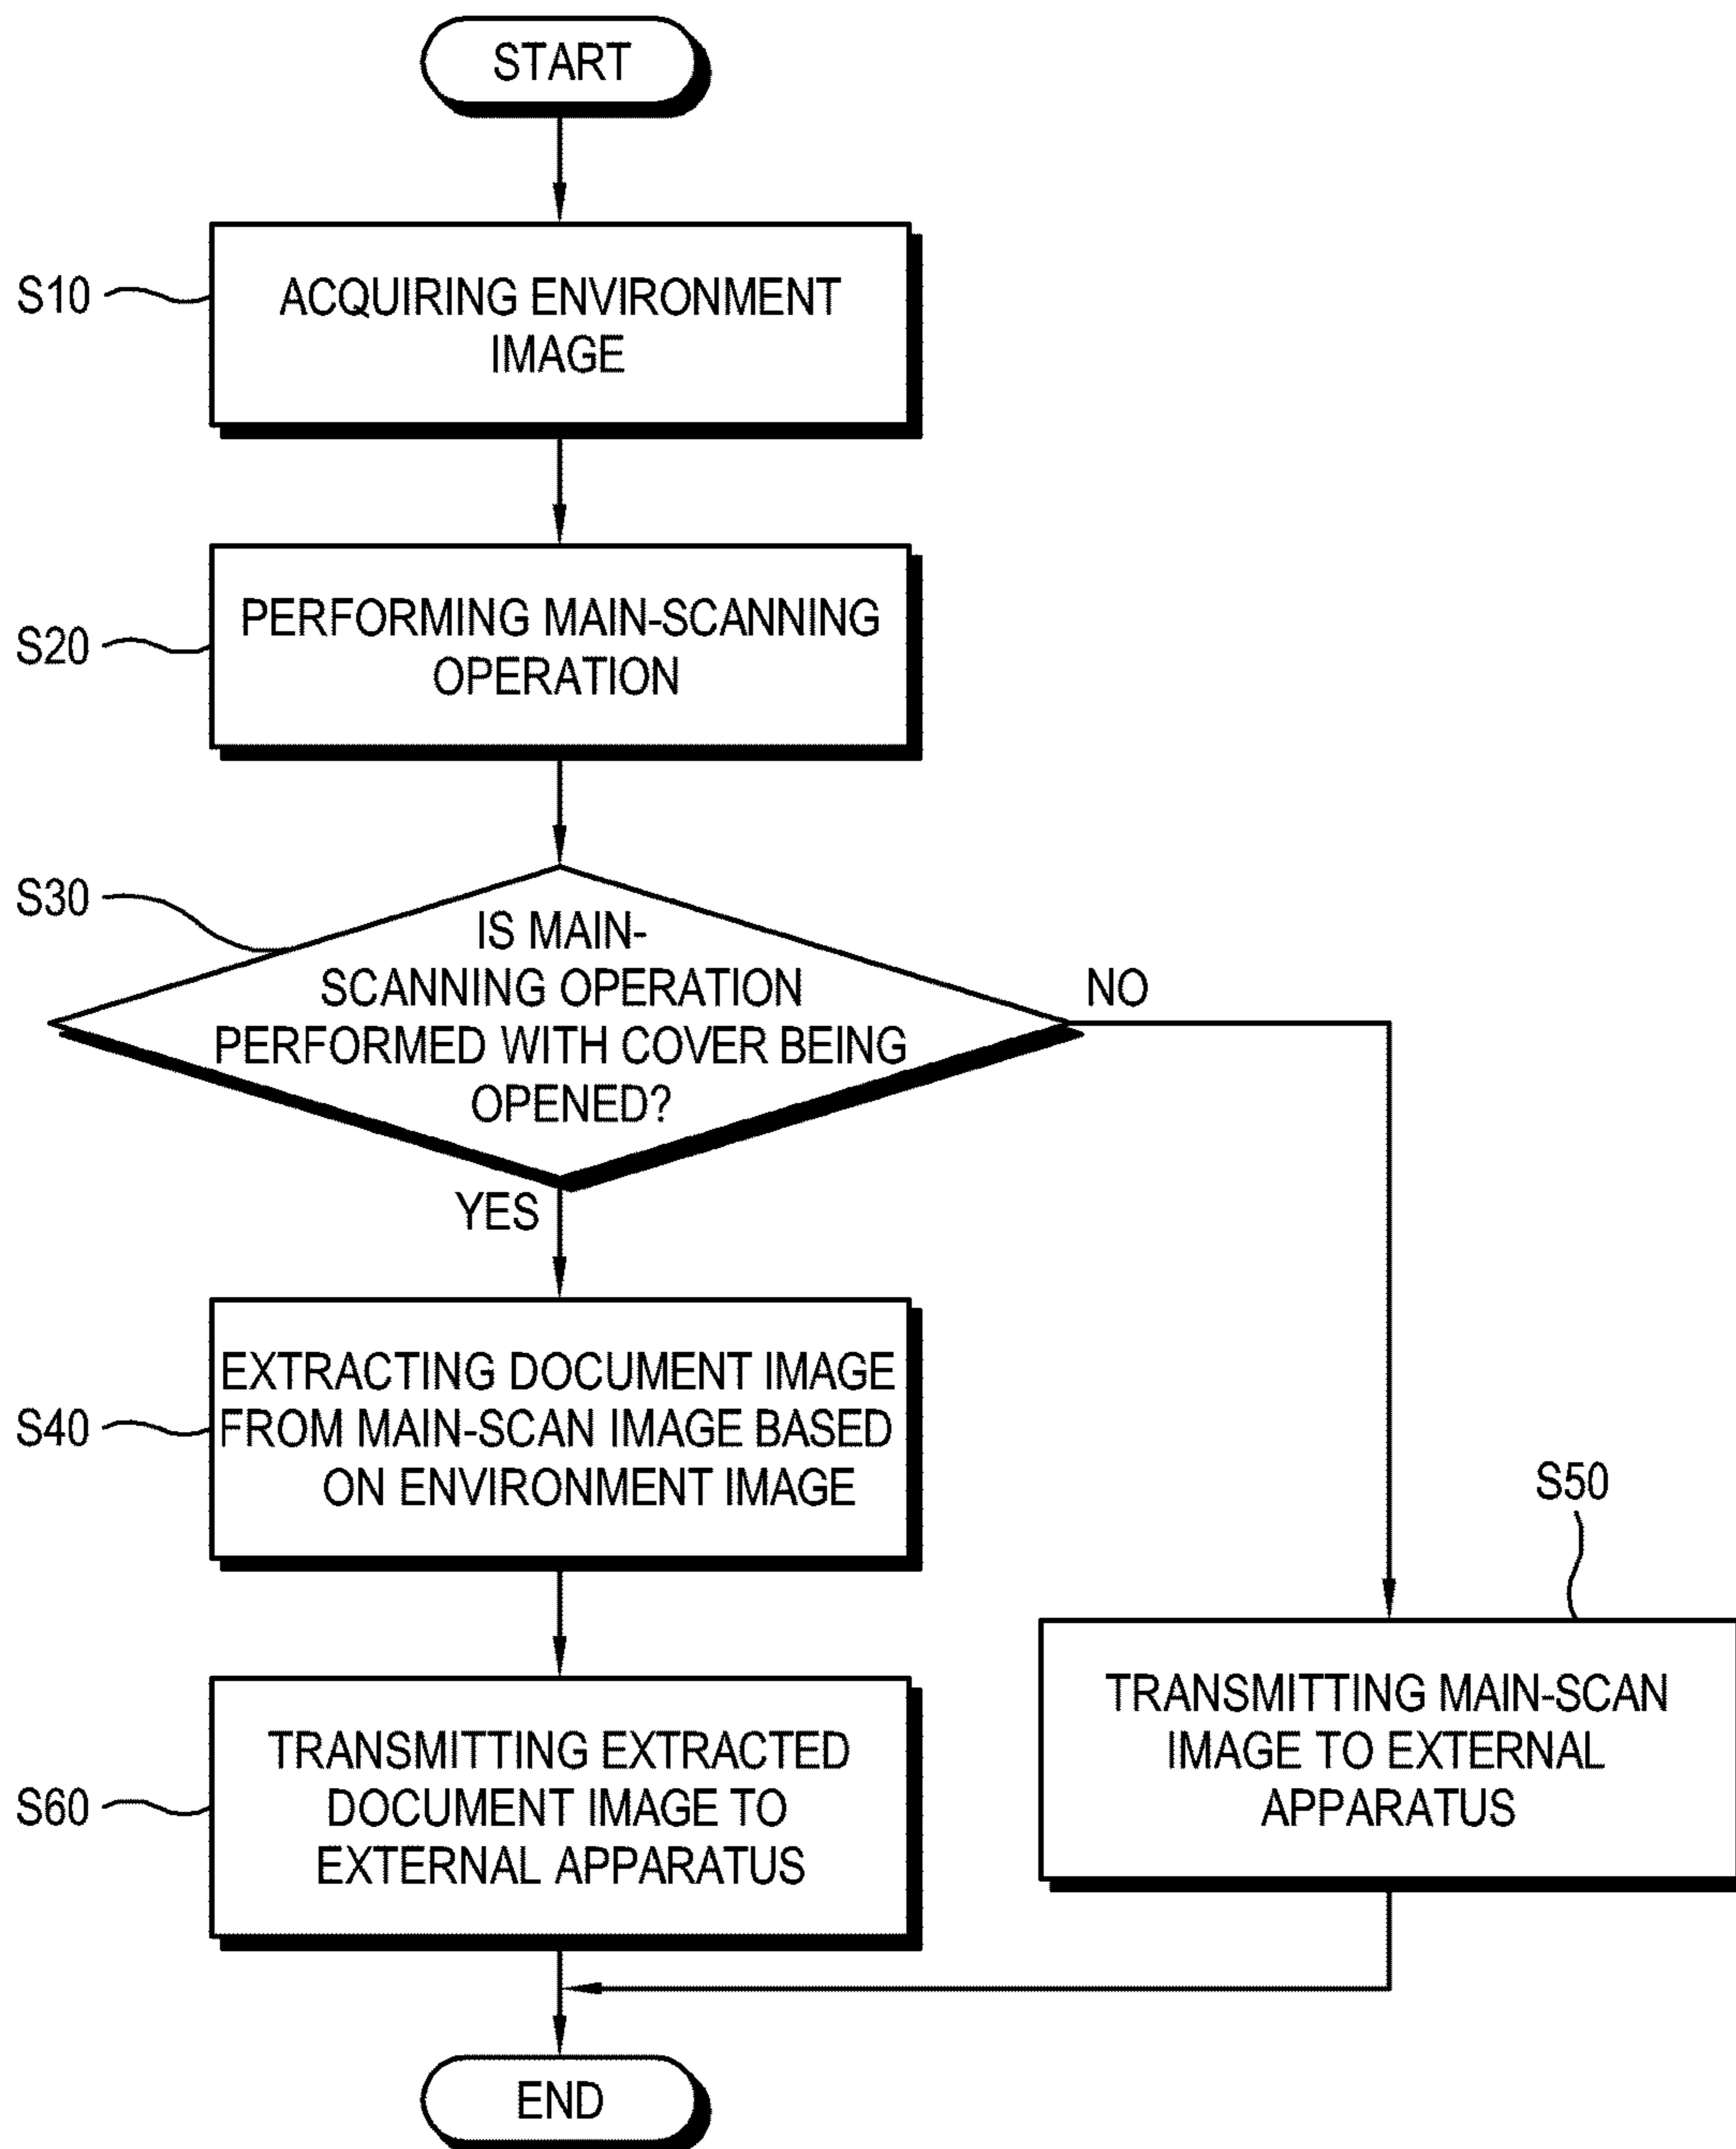 START
S10
ACQUIRING ENVIRONMENT
IMAGE
S20
PERFORMING MAIN-SCANNING
OPERATION
S30
IS MAIN-
SCANNING OPERATION
PERFORMED WITH COVER BEING
OPENED?
NO
YES
S40
EXTRACTING DOCUMENT IMAGE
FROM MAIN-SCAN IMAGE BASED
ON ENVIRONMENT IMAGE
S50
TRANSMITTING MAIN-SCAN
IMAGE TO EXTERNAL
APPARATUS
S60
TRANSMITTING EXTRACTED
DOCUMENT IMAGE TO
EXTERNAL APPARATUS
END